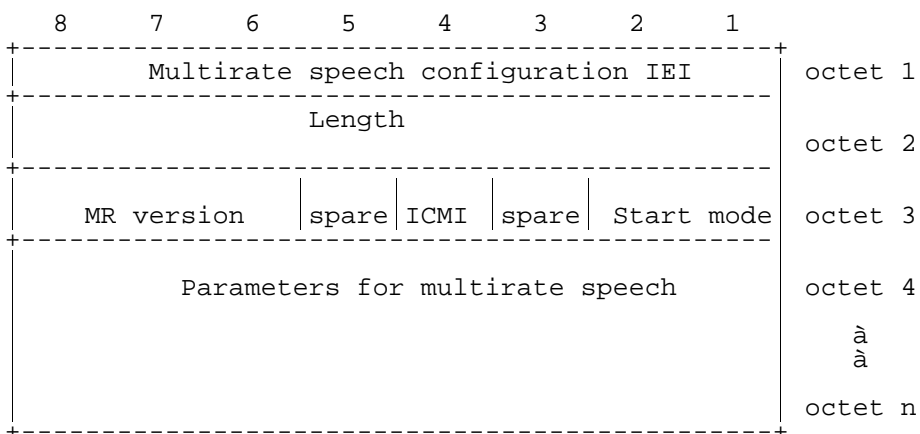 8 7 6 5 4 3 2 1
Multirate speech configuration IEI octet 1
Length
octet 2
MR version spare ICMI spare Start mode octet 3
Parameters for multirate speech octet 4
à
à
octet n